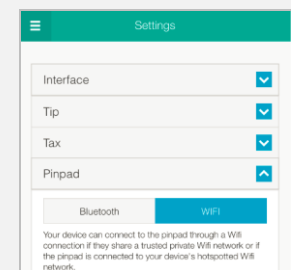 Settings
Interface
Tip
Tax
Pinpad
Bluetooth WIFI
Your device can connect to the pinpad through a Wifi
connection if they share a trusted private Wifi network or if
the pinpad is connected to your device's hotspotted Wifi
network.